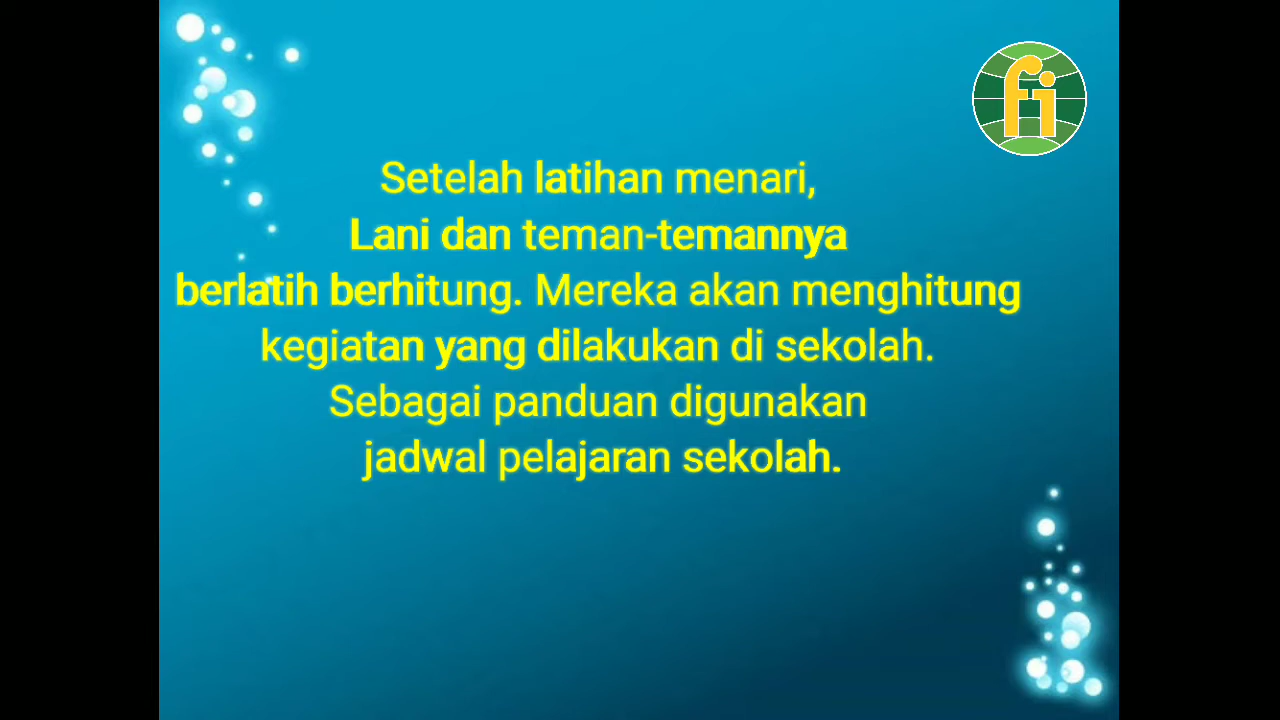 fi
Setelah latihan menari,
Lani dan teman-temannya
berlatih berhitung. Mereka akan menghitung
kegiatan yang dilakukan di sekolah.
Sebagai panduan digunakan
jadwal pelajaran sekolah.